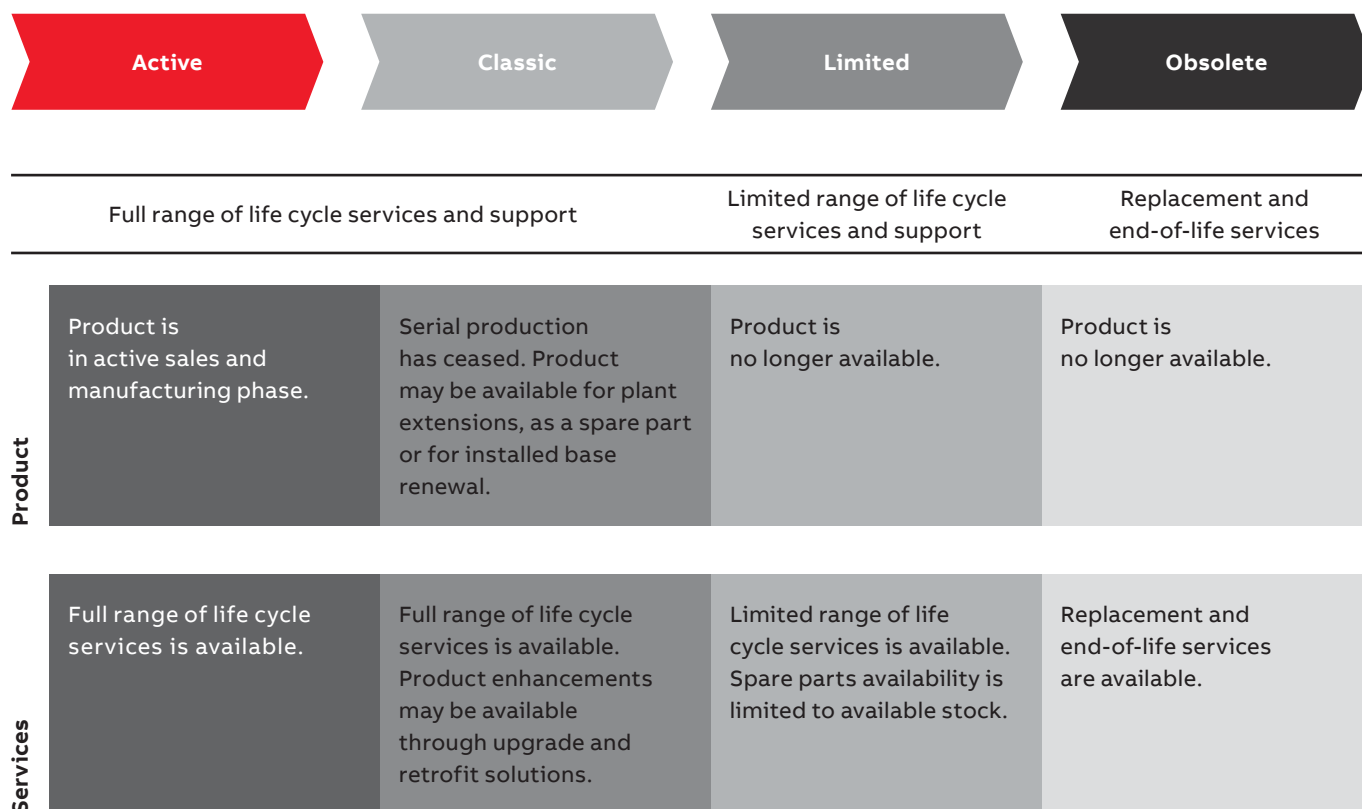 Active
Classic
Limited
Obsolete
Full range of life cycle services and support
Limited range of life cycle
services and support
Replacement and
end-of-life services
Product
Product is
in active sales and
manufacturing phase.
Serial production
has ceased. Product
may be available for plant
extensions, as a spare part
or for installed base
renewal.
Product is
no longer available.
Product is
no longer available.
Services
Full range of life cycle
services is available.
Full range of life cycle
services is available.
Product enhancements
may be available
through upgrade and
retrofit solutions.
Limited range of life
cycle services is available.
Spare parts availability is
limited to available stock.
Replacement and
end-of-life services
are available.